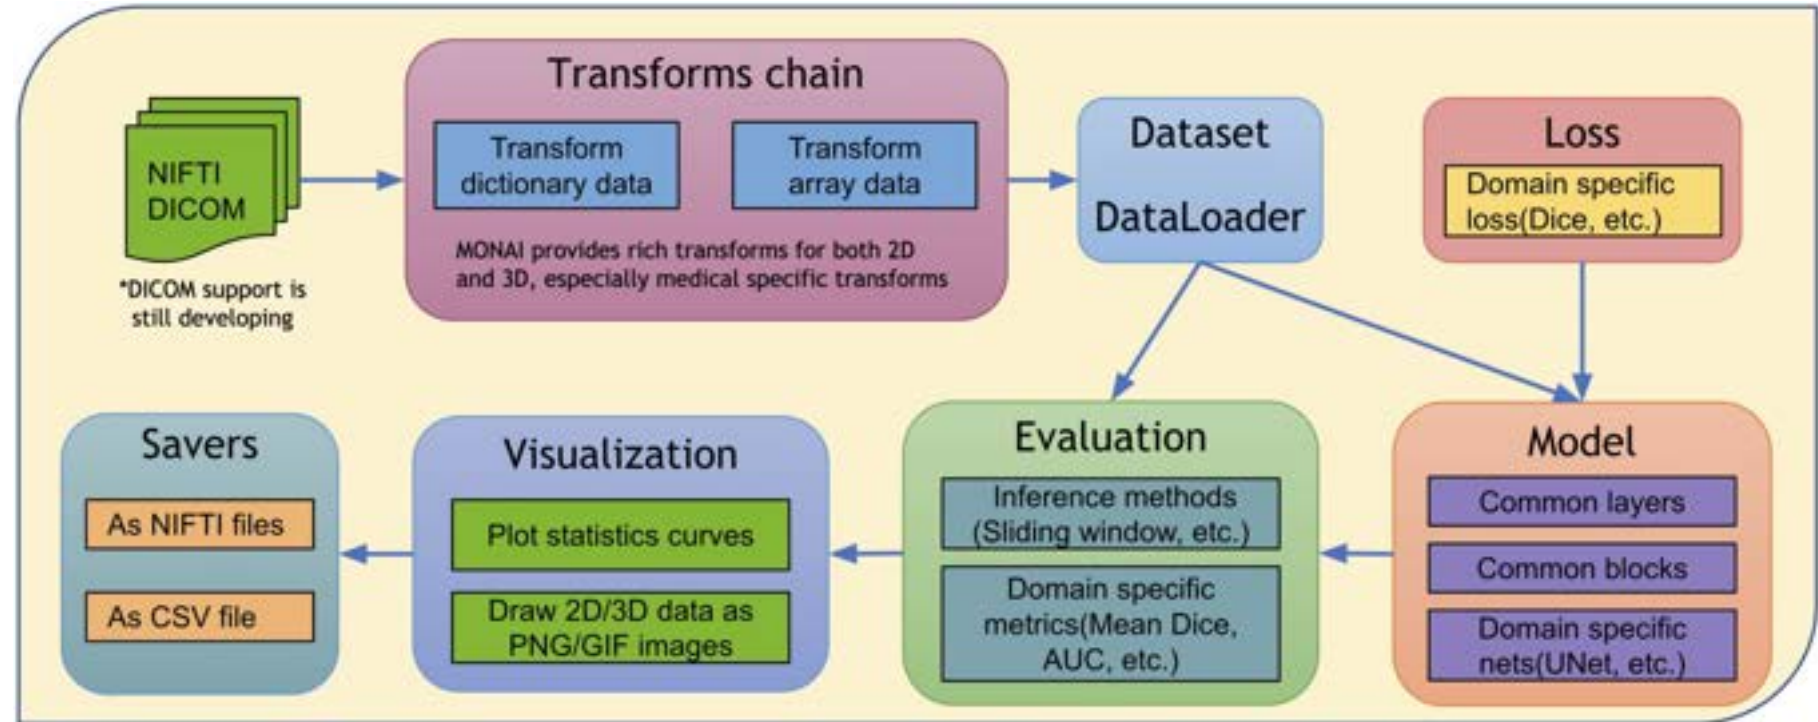 Transforms chain
NIFTI
DICOM
*DICOM support is
still developing
Transform
dictionary data
Transform
array data
MONAI provides rich transforms for both 2D
and 3D, especially medical specific transforms
Dataset
DataLoader
Loss
Domain specific
loss(Dice, etc.)
Savers
As NIFTI files
As CSV file
Visualization
Plot statistics curves
Draw 2D/3D data as
PNG/GIF images
Evaluation
Inference methods
(Sliding window, etc.)
Domain specific
metrics(Mean Dice,
AUC, etc.)
Model
Common layers
Common blocks
Domain specific
nets(UNet, etc.)